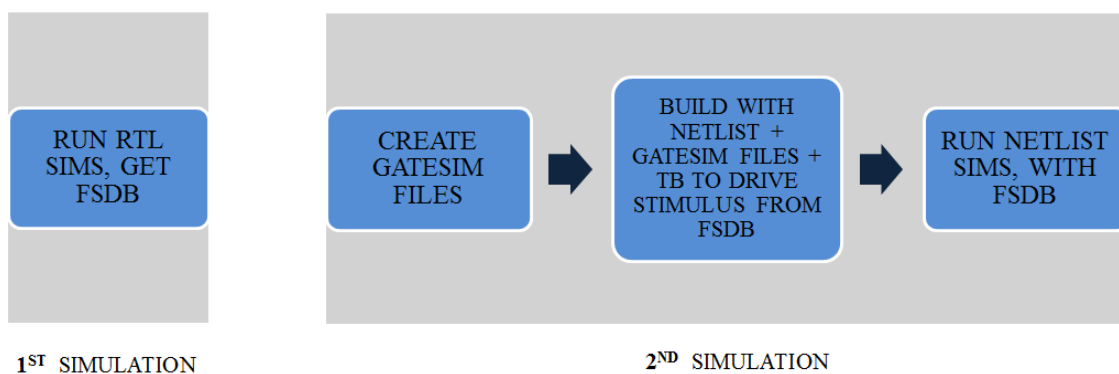 RUN RTL
SIMS, GET
FSDB
CREATE
GATESIM
FILES
BUILD WITH
NETLIST +
GATESIM FILES +
TB TO DRIVE
STIMULUS FROM
FSDB
RUN NETLIST
SIMS, WITH
FSDB
1ST SIMULATION
2ND SIMULATION